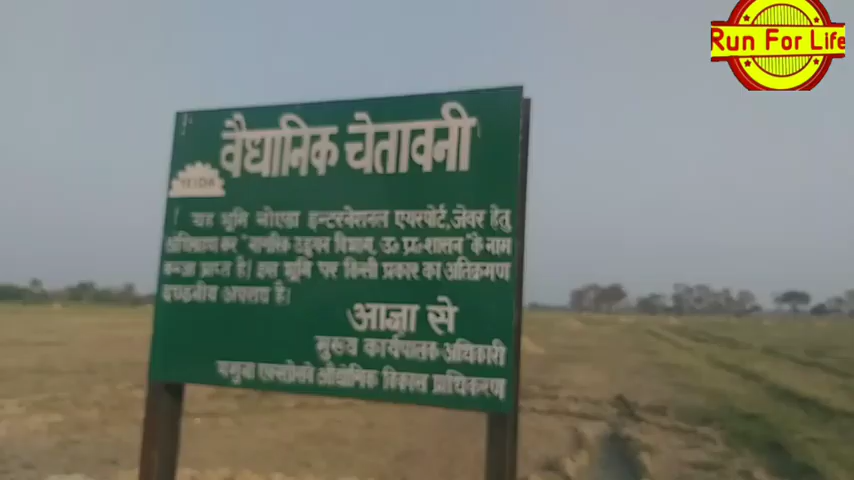 Run For Life
वैधानिक चेतावनी
YEIDA
यह भूमि नोएडा इन्टरनेशनल एयरपोर्ट, जेवर हेतु
अधिग्रहण कर "नागरिक उड्डयन विभाग, उ० प्र० शासन" के नाम
कब्जा प्राप्त है। इस भूमि पर किसी प्रकार का अतिक्रमण
दण्डनीय अपराध है।
आज्ञा से
मुख्य कार्यपालक अधिकारी
यमुना एक्सप्रेसवे औद्योगिक विकास प्राधिकरण